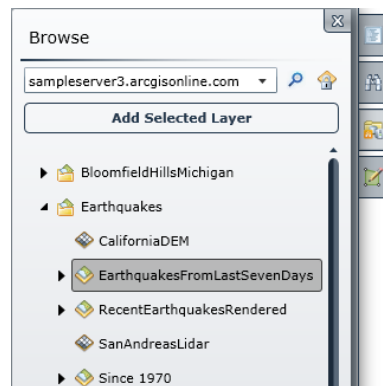 Browse
sampleserver3.arcgisonline.com
Add Selected Layer
BloomfieldHillsMichigan
Earthquakes
CaliforniaDEM
EarthquakesFromLastSevenDays
RecentEarthquakesRendered
SanAndreasLidar
Since 1970